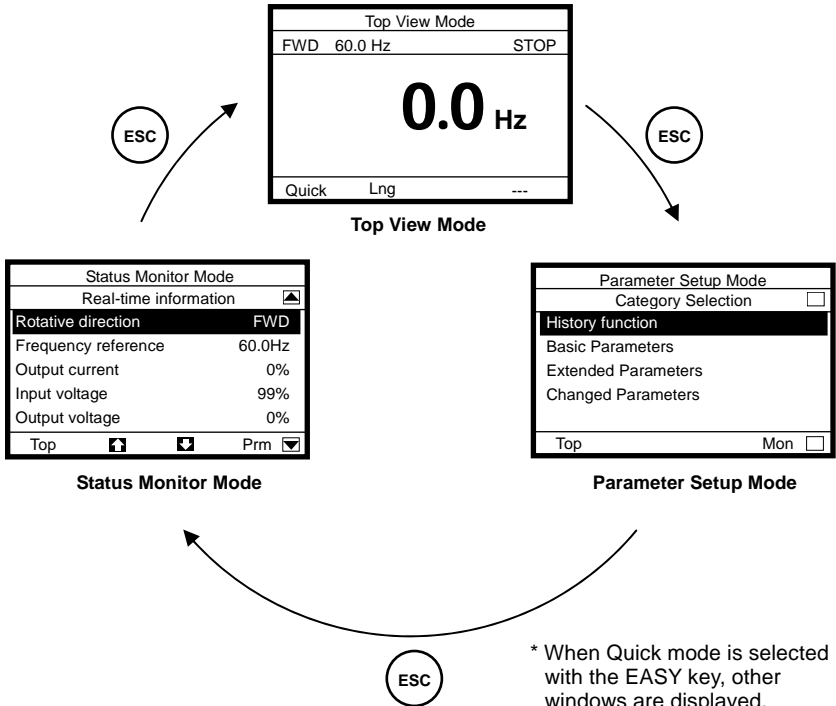 Top View Mode
FWD 60.0 Hz STOP
0.0 Hz
Quick Lng ---
Top View Mode
ESC
ESC
Status Monitor Mode
Real-time information
Rotative direction FWD
Frequency reference 60.0Hz
Output current 0%
Input voltage 99%
Output voltage 0%
Top Prm
Status Monitor Mode
Parameter Setup Mode
Category Selection
History function
Basic Parameters
Extended Parameters
Changed Parameters
Top Mon
Parameter Setup Mode
ESC
* When Quick mode is selected
with the EASY key, other
windows are displayed.